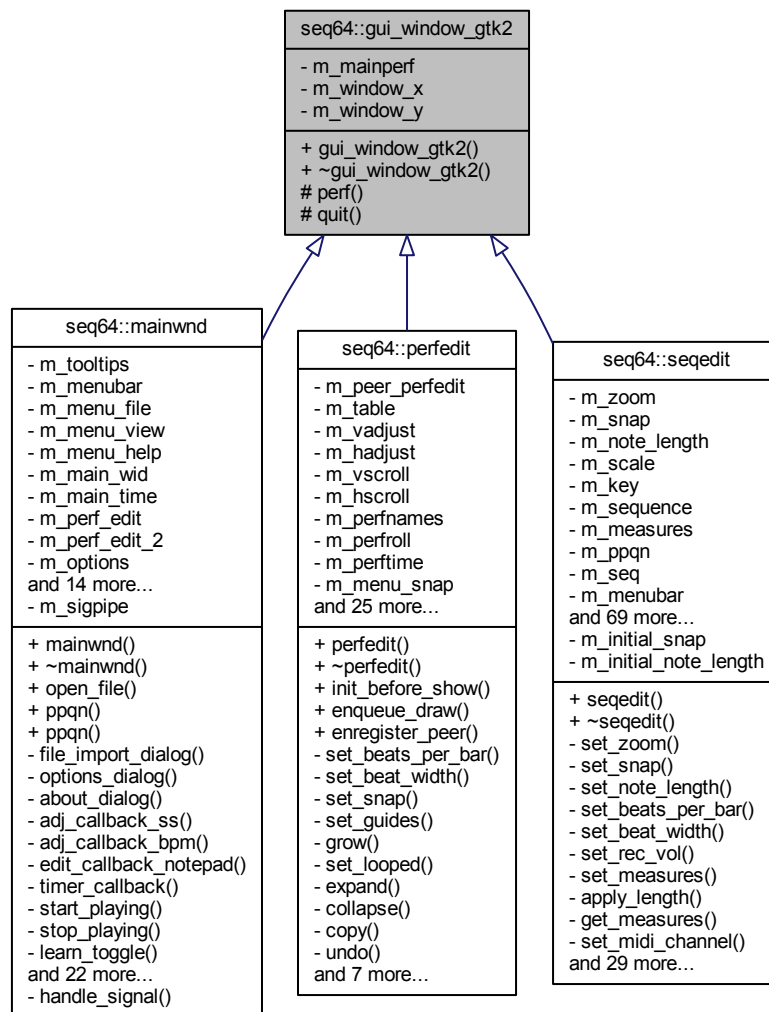 seq64::gui_window_gtk2
- m_mainperf
- m_window_x
- m_window_y
+ gui_window_gtk2()
+ ~gui_window_gtk2()
# perf()
# quit()
seq64::mainwnd
- m_tooltips
- m_menubar
- m_menu_file
- m_menu_view
- m_menu_help
- m_main_wid
- m_main_time
- m_perf_edit
- m_perf_edit_2
- m_options
and 14 more...
- m_sigpipe
+ mainwnd()
+ ~mainwnd()
+ open_file()
+ ppqn()
+ ppqn()
- file_import_dialog()
- options_dialog()
- about_dialog()
- adj_callback_ss()
- adj_callback_bpm()
- edit_callback_notepad()
- timer_callback()
- start_playing()
- stop_playing()
- learn_toggle()
and 22 more...
- handle_signal()
seq64::perfedit
- m_peer_perfedit
- m_table
- m_vadjust
- m_hadjust
- m_vscroll
- m_hscroll
- m_perfnames
- m_perfroll
- m_perftime
- m_menu_snap
and 25 more...
+ perfedit()
+ ~perfedit()
+ init_before_show()
+ enqueue_draw()
+ enregister_peer()
- set_beats_per_bar()
- set_beat_width()
- set_snap()
- set_guides()
- grow()
- set_looped()
- expand()
- collapse()
- copy()
- undo()
and 7 more...
seq64::seqedit
- m_zoom
- m_snap
- m_note_length
- m_scale
- m_key
- m_sequence
- m_measures
- m_ppqn
- m_seq
- m_menubar
and 69 more...
- m_initial_snap
- m_initial_note_length
+ seqedit()
+ ~seqedit()
- set_zoom()
- set_snap()
- set_note_length()
- set_beats_per_bar()
- set_beat_width()
- set_rec_vol()
- set_measures()
- apply_length()
- get_measures()
- set_midi_channel()
and 29 more...